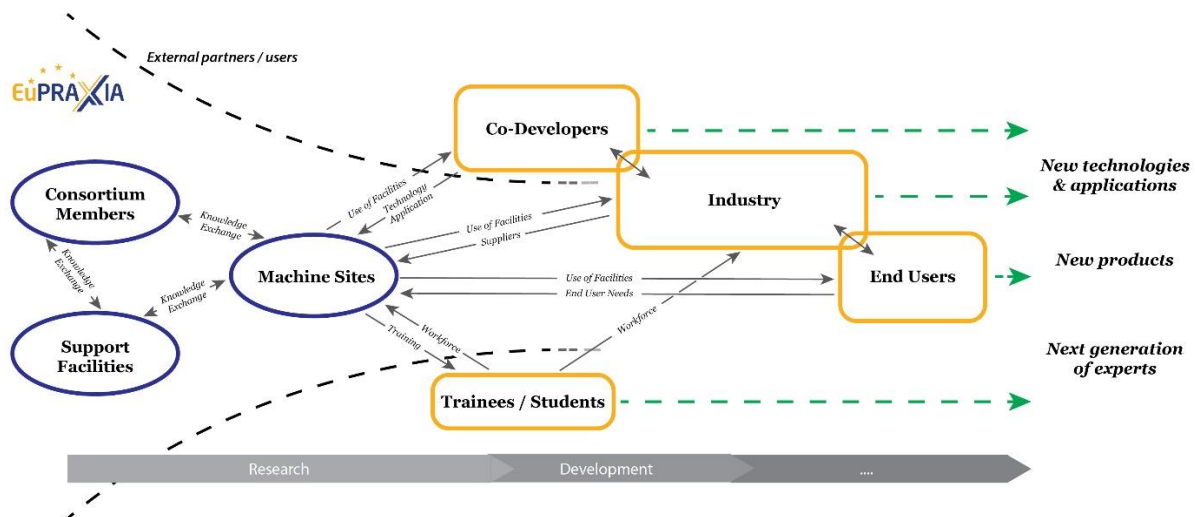 External partners / users
EuPRAXIA
Co-Developers
New technologies
& applications
Consortium
Members
Use of Facilities
Technology
Application
Industry
Knowledge
Exchange
Use of Facilities
Suppliers
Knowledge
Exchange
Machine Sites
Use of Facilities
End User Needs
End Users
New products
Knowledge
Exchange
Support
Facilities
Training
Workforce
Workforce
Next generation
of experts
Trainees / Students
Research
Development
....